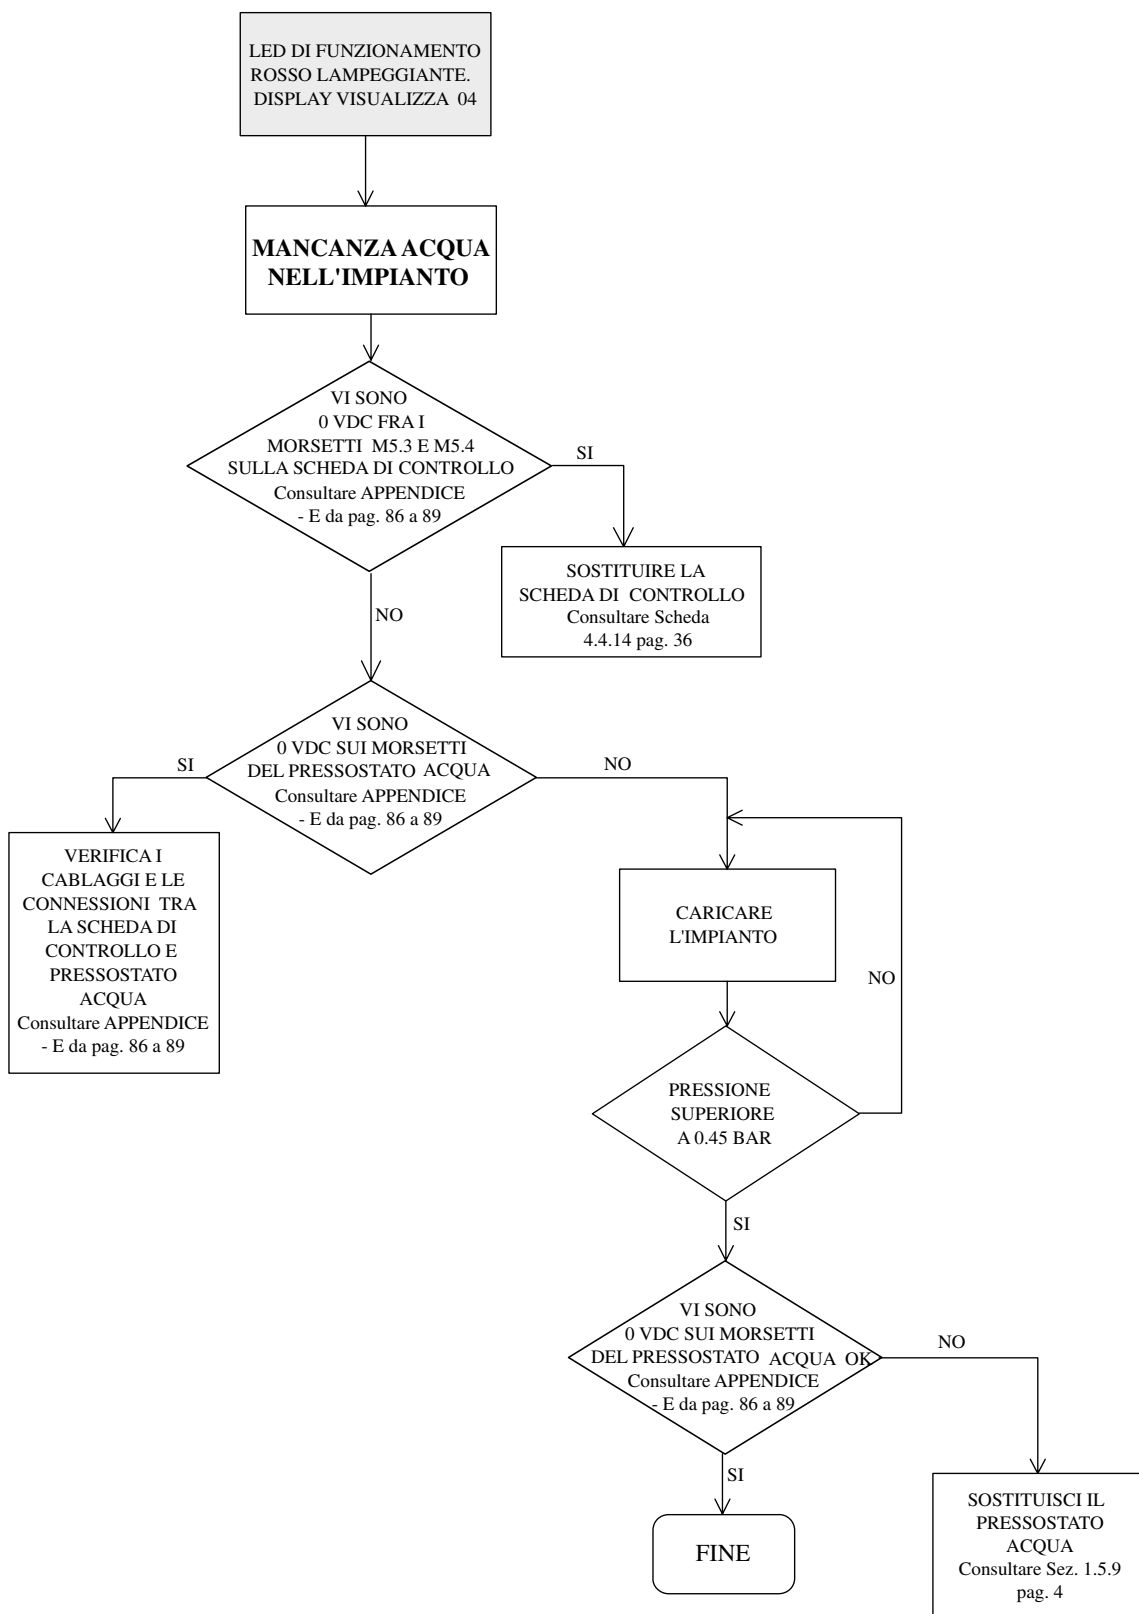 LED DI FUNZIONAMENTO
ROSSO LAMPEGGIANTE.
DISPLAY VISUALIZZA 04
MANCANZA ACQUA
NELL'IMPIANTO
VI SONO
0 VDC FRA I
MORSETTI M5.3 E M5.4
SULLA SCHEDA DI CONTROLLO
Consultare APPENDICE
- E da pag. 86 a 89
SI
SOSTITUIRE LA
SCHEDA DI CONTROLLO
Consultare Scheda
4.4.14 pag. 36
NO
VI SONO
0 VDC SUI MORSETTI
DEL PRESSOSTATO ACQUA
Consultare APPENDICE
- E da pag. 86 a 89
SI
NO
VERIFICA I
CABLAGGI E LE
CONNESSIONI TRA
LA SCHEDA DI
CONTROLLO E
PRESSOSTATO
ACQUA
Consultare APPENDICE
- E da pag. 86 a 89
CARICARE
L'IMPIANTO
NO
PRESSIONE
SUPERIORE
A 0.45 BAR
SI
VI SONO
0 VDC SUI MORSETTI
DEL PRESSOSTATO ACQUA OK
Consultare APPENDICE
- E da pag. 86 a 89
NO
SI
FINE
SOSTITUISCI IL
PRESSOSTATO
ACQUA
Consultare Sez. 1.5.9
pag. 4